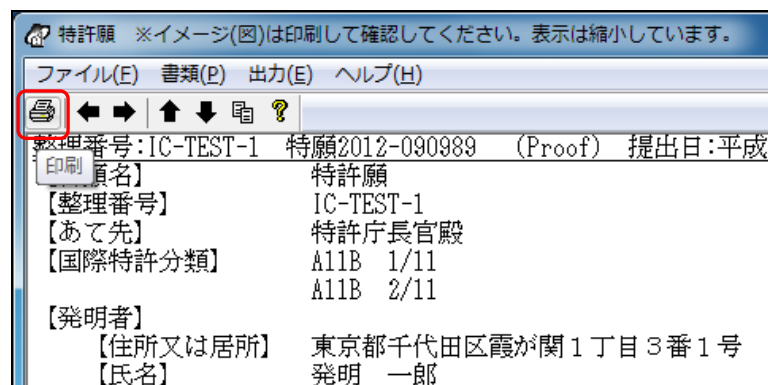 特許願 ※イメージ(図)は印刷して確認してください。表示は縮小しています。
ファイル(F) 書類(P) 出力(E) ヘルプ(H)
整理番号:IC-TEST-1 特願2012-090989 (Proof) 提出日:平成
印刷
特許願
【整理番号】 IC-TEST-1
【あて先】 特許庁長官殿
【国際特許分類】 A11B 1/11
A11B 2/11
【発明者】
【住所又は居所】 東京都千代田区霞が関1丁目3番1号
【氏名】 発明 一郎